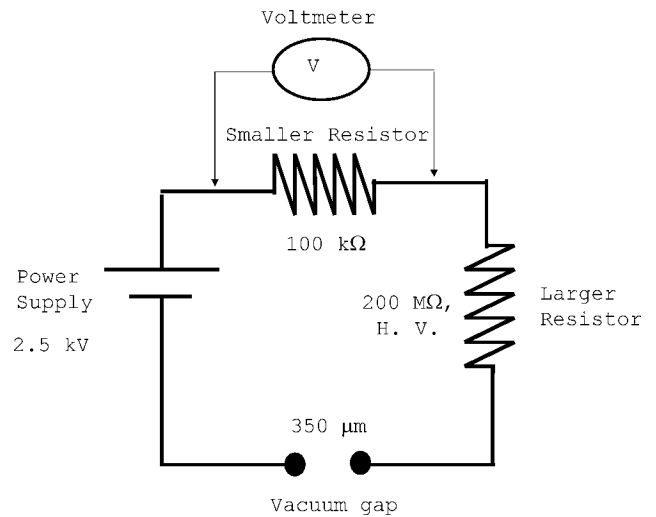 Voltmeter
V
Smaller Resistor
100 kΩ
Power
Supply
2.5 kV
200 MΩ,
H. V.
Larger
Resistor
350 μm
Vacuum gap